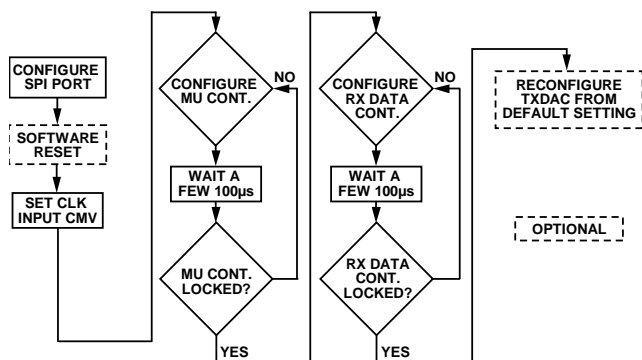 CONFIGURE
SPI PORT
SOFTWARE
RESET
SET CLK
INPUT CMV
CONFIGURE
MU CONT.
NO
WAIT A
FEW 100µs
MU CONT.
LOCKED?
YES
CONFIGURE
RX DATA
CONT.
NO
WAIT A
FEW 100µs
RX DATA
CONT.
LOCKED?
YES
RECONFIGURE
TXDAC FROM
DEFAULT SETTING
OPTIONAL